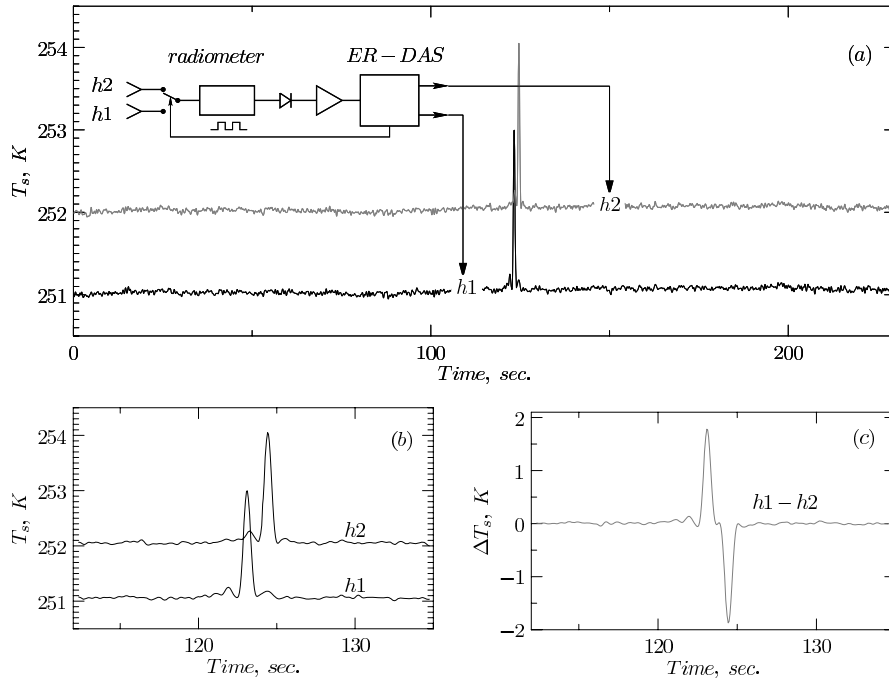 254
253
252
251
T_s, K
radiometer
ER−DAS
(a)
h2
h1
h2
h1
0
100
200
Time, sec.
254
253
252
251
T_s, K
(b)
h2
h1
120
130
Time, sec.
2
1
0
−1
−2
ΔT_s, K
(c)
h1−h2
120
130
Time, sec.